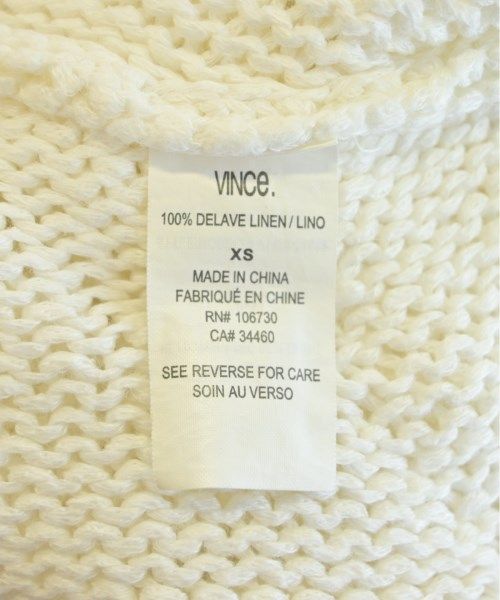 VINCe.
100% DELAVE LINEN / LINO
XS
MADE IN CHINA
FABRIQUÉ EN CHINE
RN# 106730
CA# 34460
SEE REVERSE FOR CARE
SOIN AU VERSO